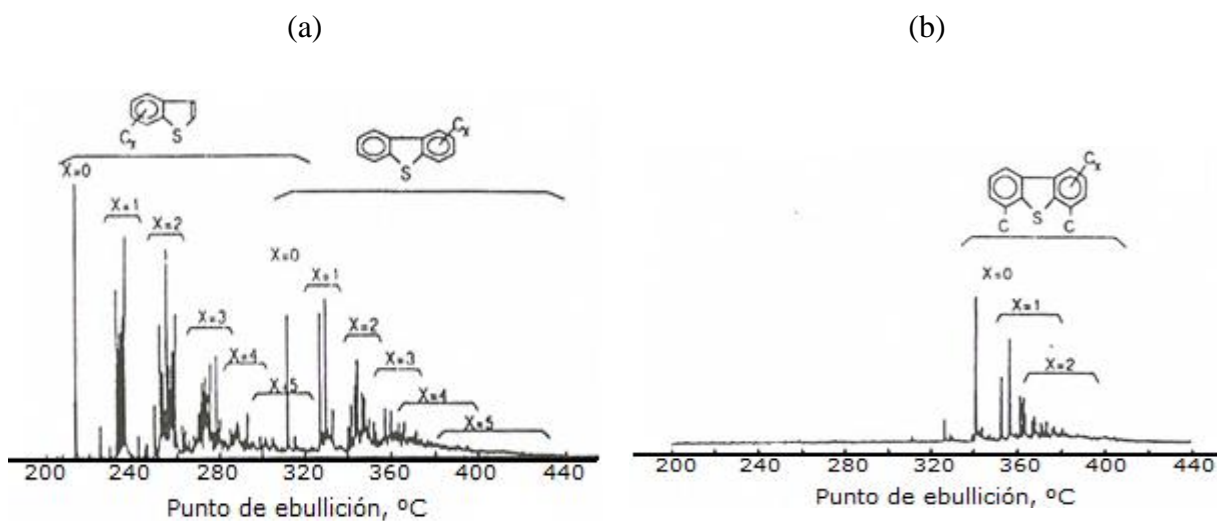 (a)
(b)
Cx
S
Cx
S
X=0
X=1
X=2
X=3
X=4
X=5
X=0
X=1
X=2
X=3
X=4
X=5
200 240 280 320 360 400 440
Punto de ebullición, ºC
Cx
C S C
X=0
X=1
X=2
200 240 280 320 360 400 440
Punto de ebullición, ºC